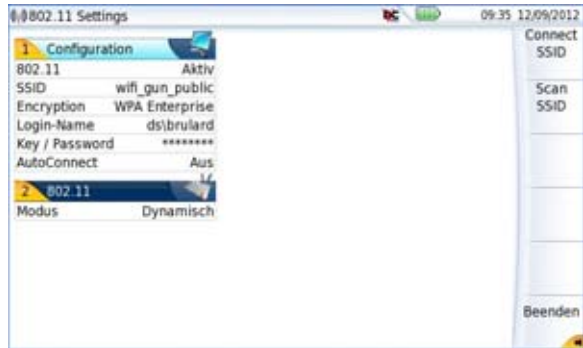 802.11 Settings
09:35 12/09/2012
1 Configuration
802.11 Aktiv
SSID wifi_gun_public
Encryption WPA Enterprise
Login-Name ds\brulard
Key / Password ********
AutoConnect Aus
2 802.11
Modus Dynamisch
Connect
SSID
Scan
SSID
Beenden